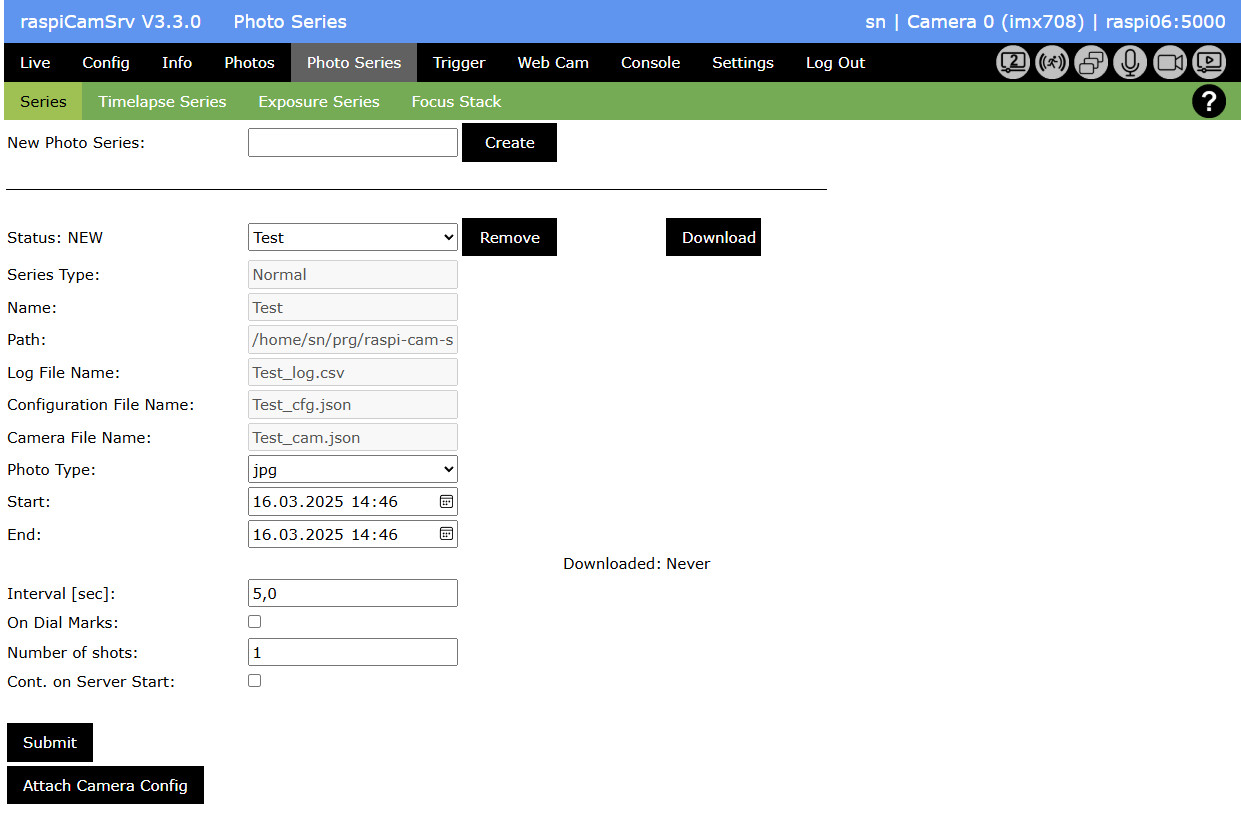 raspiCamSrv V3.3.0 Photo Series sn | Camera 0 (imx708) | raspi06:5000
Live Config Info Photos Photo Series Trigger Web Cam Console Settings Log Out 2
Series Timelapse Series Exposure Series Focus Stack ?
New Photo Series: Create
Status: NEW Test Remove Download
Series Type: Normal
Name: Test
Path: /home/sn/prg/raspi-cam-s
Log File Name: Test_log.csv
Configuration File Name: Test_cfg.json
Camera File Name: Test_cam.json
Photo Type: jpg
Start: 16.03.2025 14:46
End: 16.03.2025 14:46
Downloaded: Never
Interval [sec]: 5,0
On Dial Marks:
Number of shots: 1
Cont. on Server Start:
Submit
Attach Camera Config